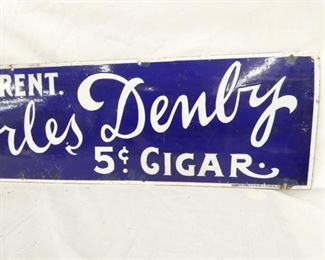 RENT.
rles Denby
5¢ CIGAR.